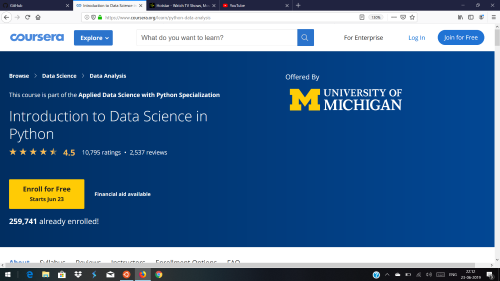 GitHub
Introduction to Data Science in
Hotstar - Watch TV Shows, M
YouTube
https://www.coursera.org/learn/python-data-analysis
150%
coursera
Explore
What do you want to learn?
For Enterprise
Log In
Join for Free
Browse > Data Science > Data Analysis
This course is part of the Applied Data Science with Python Specialization
Introduction to Data Science in
Python
4.5 10,795 ratings • 2,537 reviews
Enroll for Free
Starts Jun 23
Financial aid available
259,741 already enrolled!
Offered By
M UNIVERSITY OF
MICHIGAN
About Syllabus Reviews Instructors Enrollment Options FAQ
ENG
22:12
23-06-2019